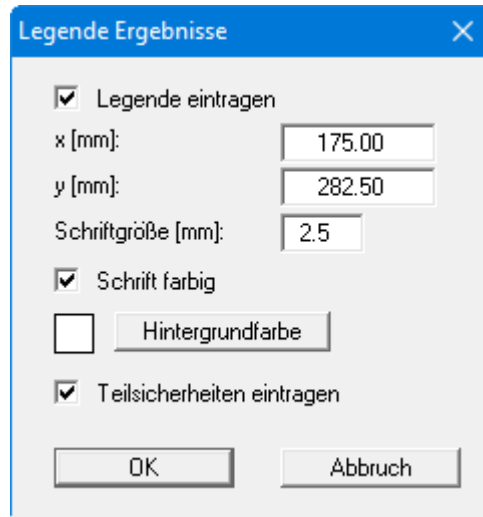 Legende Ergebnisse
Legende eintragen
x [mm]: 175.00
y [mm]: 282.50
Schriftgröße [mm]: 2.5
Schrift farbig
Hintergrundfarbe
Teilsicherheiten eintragen
OK Abbruch